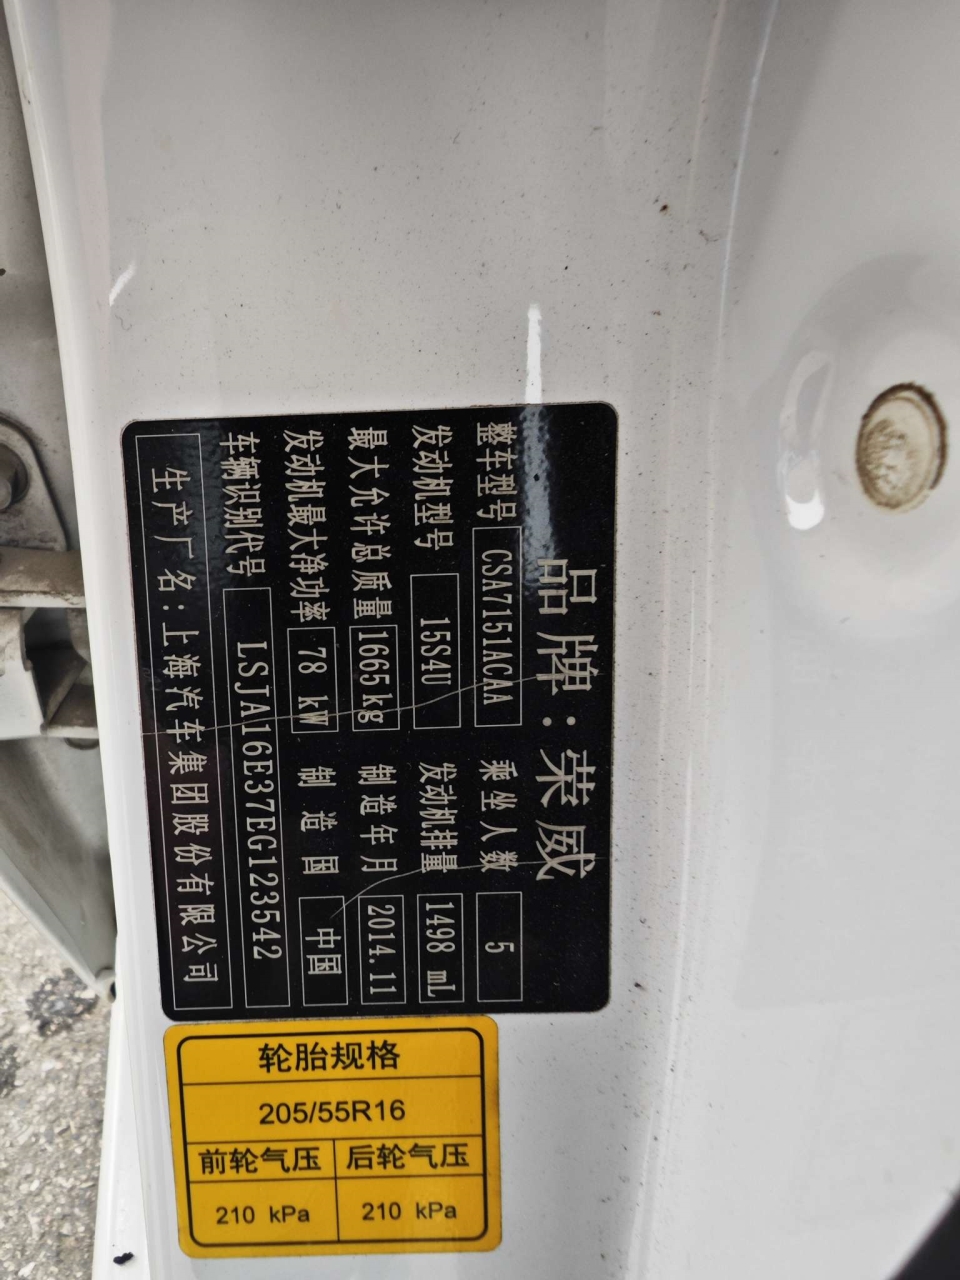 品牌：荣威
整车型号 CSA7151ACAA 乘坐人数 5
发动机型号 15S4U 发动机排量 1498 mL
最大允许总质量 1665kg 制造年月 2014.11
发动机最大净功率 78 kW 制造国 中国
车辆识别代号 LSJA16E37EG123542
生产厂名：上海汽车集团股份有限公司
轮胎规格
205/55R16
前轮气压 后轮气压
210 kPa 210 kPa